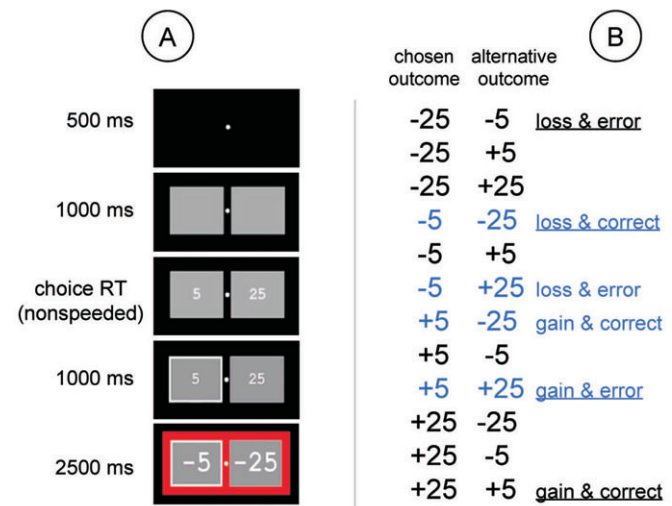 A
500 ms
1000 ms
5 25
choice RT
(nonspeeded)
5 25
1000 ms
-5 -25
2500 ms
B
chosen alternative
outcome outcome
-25 -5 loss & error
-25 +5
-25 +25
-5 -25 loss & correct
-5 +5
-5 +25 loss & error
+5 -25 gain & correct
+5 -5
+5 +25 gain & error
+25 -25
+25 -5
+25 +5 gain & correct